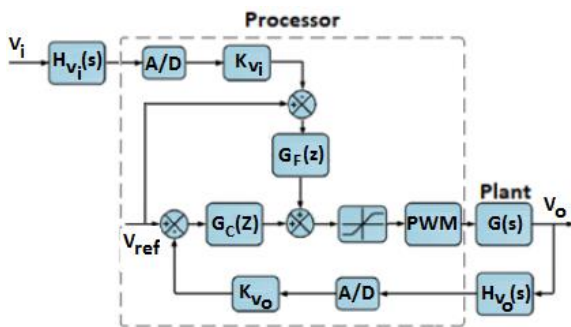 Processor
Vi
Hvi(s)
A/D
Kvi
GF(z)
Vref
GC(Z)
PWM
Plant
G(s)
Vo
Kvo
A/D
Hvo(s)